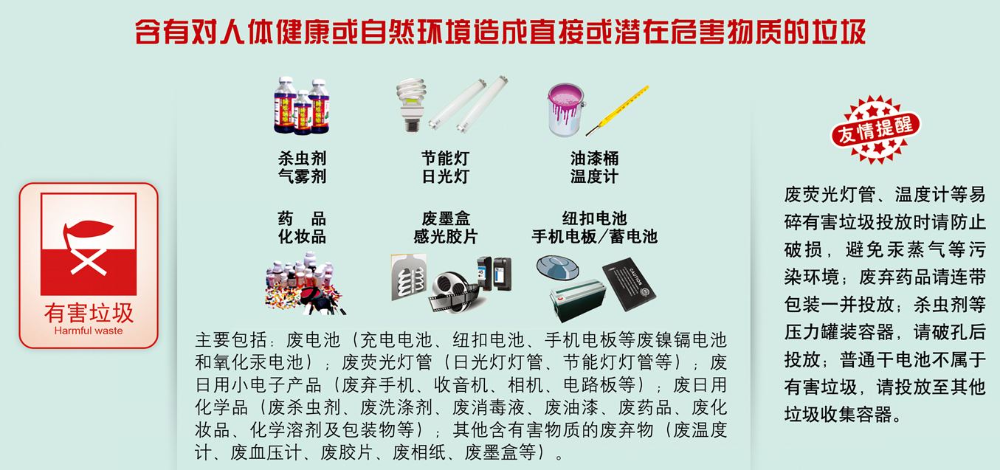 含有对人体健康或自然环境造成直接或潜在危害物质的垃圾
杀虫剂
气雾剂
节能灯
日光灯
油漆桶
温度计
药 品
化妆品
废墨盒
感光胶片
纽扣电池
手机电板/蓄电池
CAUTION
45
有害垃圾
Harmful waste
主要包括：废电池（充电电池、纽扣电池、手机电板等废镍镉电池
和氧化汞电池）；废荧光灯管（日光灯灯管、节能灯灯管等）；废
日用小电子产品（废弃手机、收音机、相机、电路板等）；废日用
化学品（废杀虫剂、废洗涤剂、废消毒液、废油漆、废药品、废化
妆品、化学溶剂及包装物等）；其他含有害物质的废弃物（废温度
计、废血压计、废胶片、废相纸、废墨盒等）。
友情提醒
废荧光灯管、温度计等易
碎有害垃圾投放时请防止
破损，避免汞蒸气等污
染环境；废弃药品请连带
包装一并投放；杀虫剂等
压力罐装容器，请破孔后
投放；普通干电池不属于
有害垃圾，请投放至其他
垃圾收集容器。